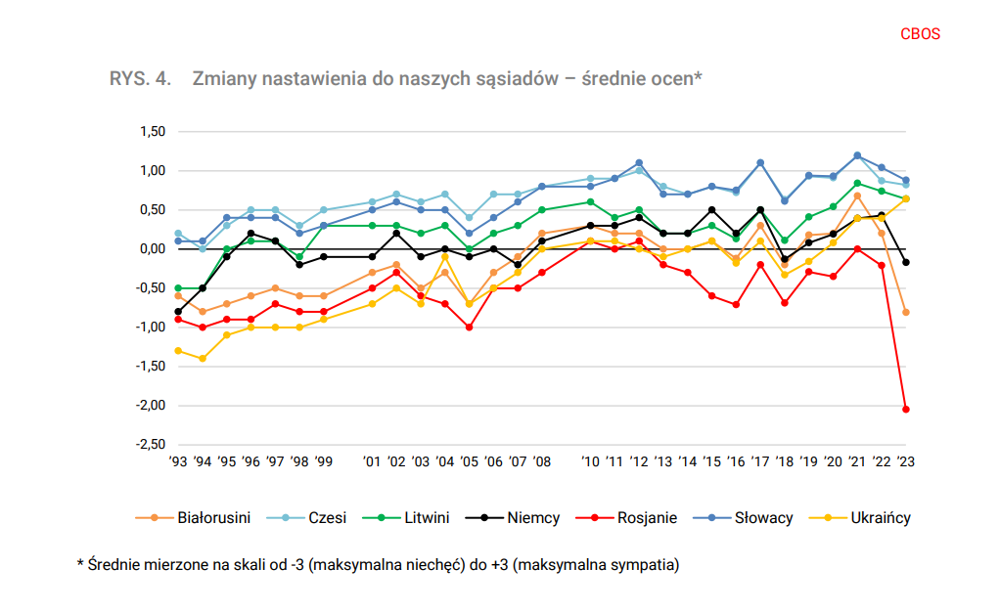 CBOS
RYS. 4. Zmiany nastawienia do naszych sąsiadów – średnie ocen*
1,50
1,00
0,50
0,00
-0,50
-1,00
-1,50
-2,00
-2,50
'93 '94 '95 '96 '97 '98 '99 '01 '02 '03 '04 '05 '06 '07 '08 '10 '11 '12 '13 '14 '15 '16 '17 '18 '19 '20 '21 '22 '23
Białorusini Czesi Litwini Niemcy Rosjanie Słowacy Ukraińcy
* Średnie mierzone na skali od -3 (maksymalna niechęć) do +3 (maksymalna sympatia)